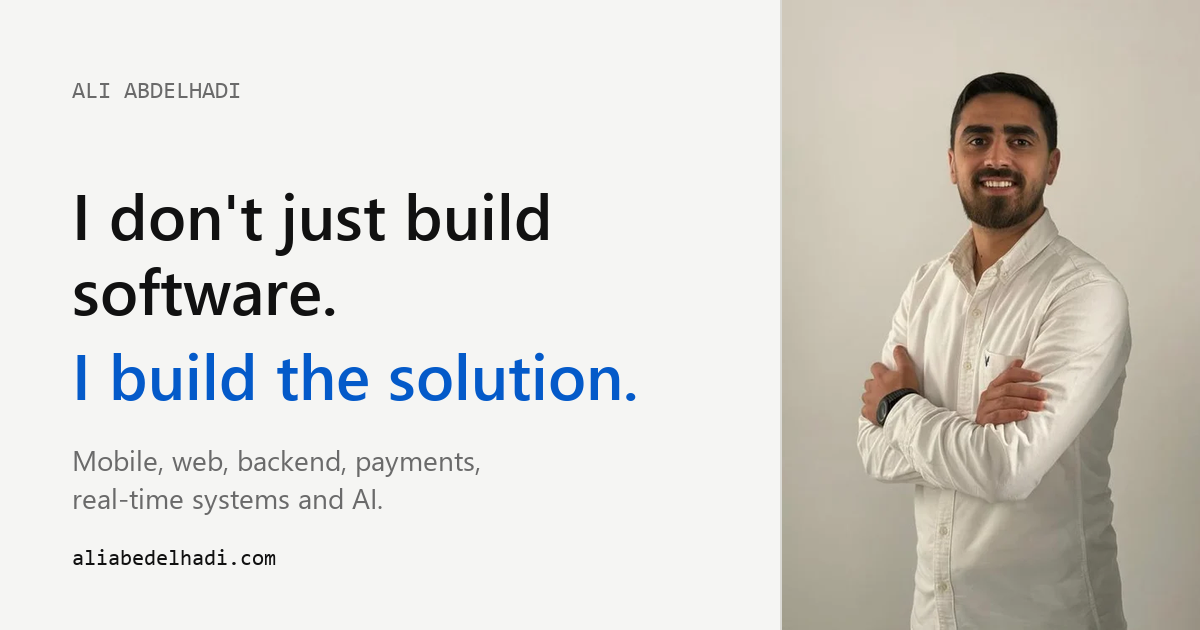 ALI ABDELHADI
I don't just build
software.
I build the solution.
Mobile, web, backend, payments,
real-time systems and AI.
aliabedelhadi.com